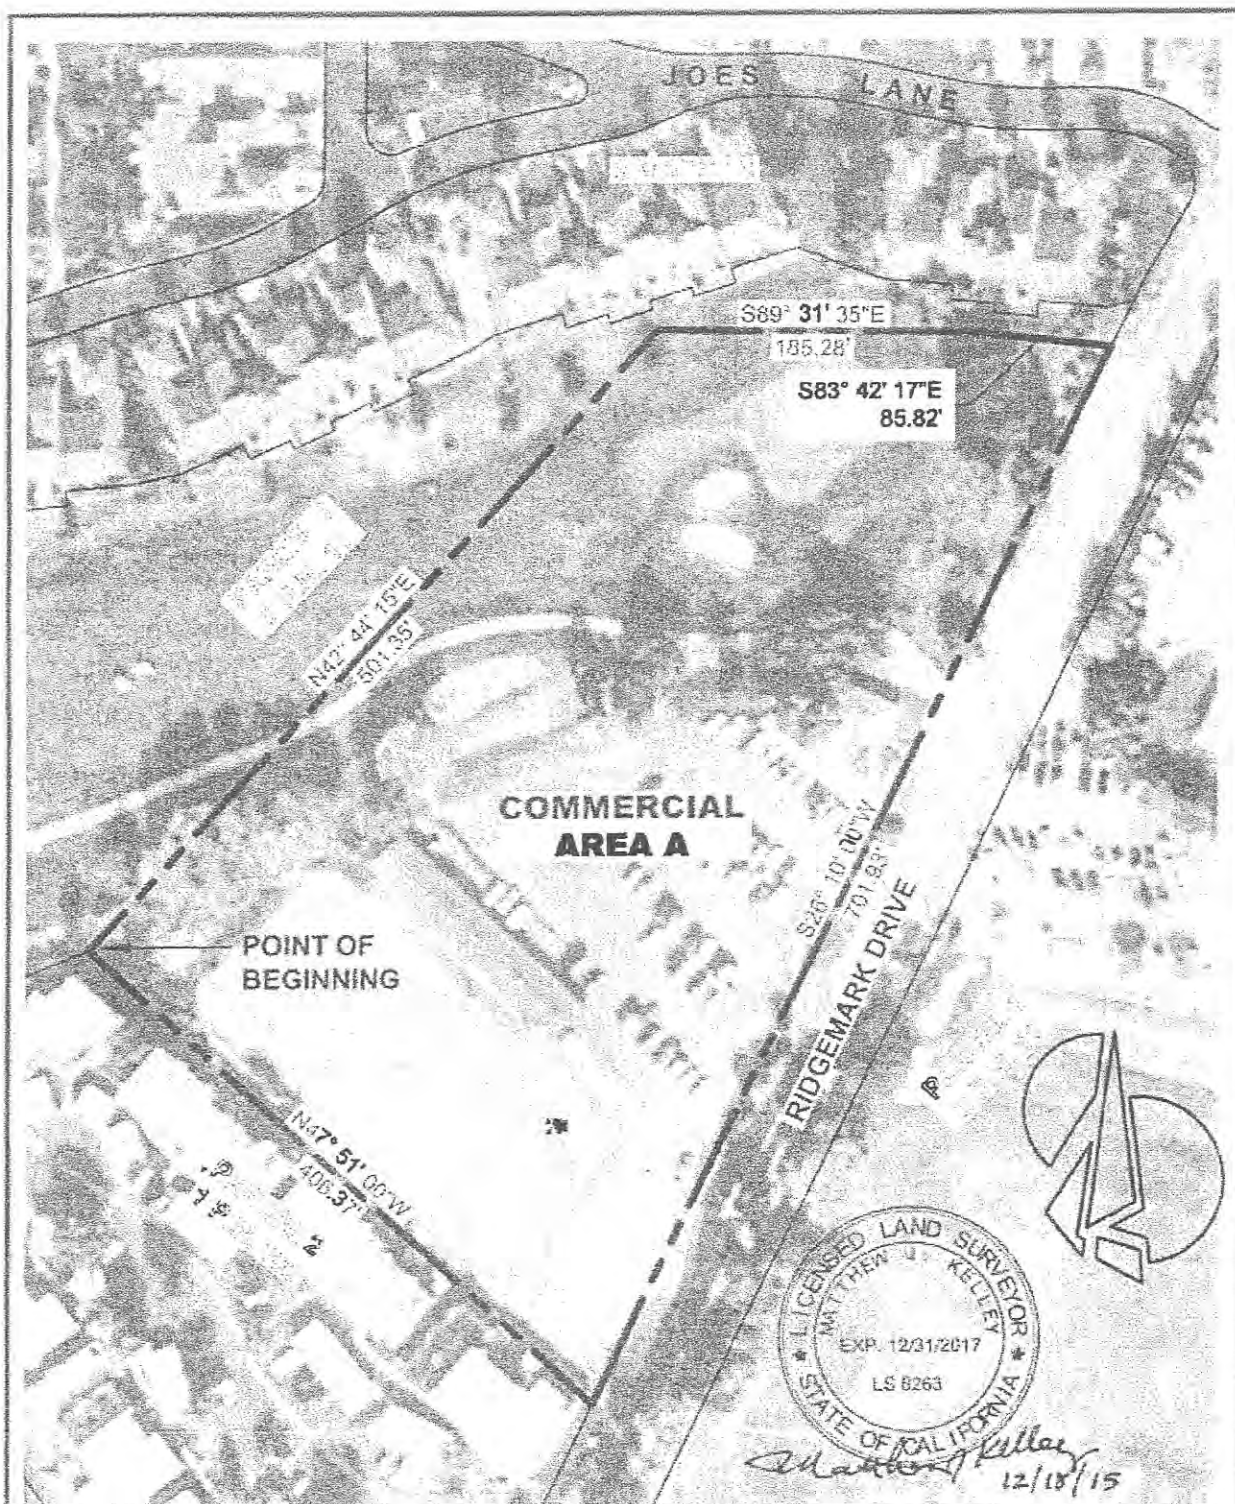 JOES LANE
S89° 31' 35"E
185.28'
S83° 42' 17"E
85.82'
N42° 44' 15"E
501.35'
COMMERCIAL
AREA A
S26° 10' 00"W
701.93'
RIDGEMARK DRIVE
POINT OF
BEGINNING
N47° 51' 00"W
406.37'
LICENSED LAND SURVEYOR
MATTHEW J. KELLEY
EXP. 12/31/2017
LS 8263
STATE OF CALIFORNIA
Matthew J Kelley
12/18/15